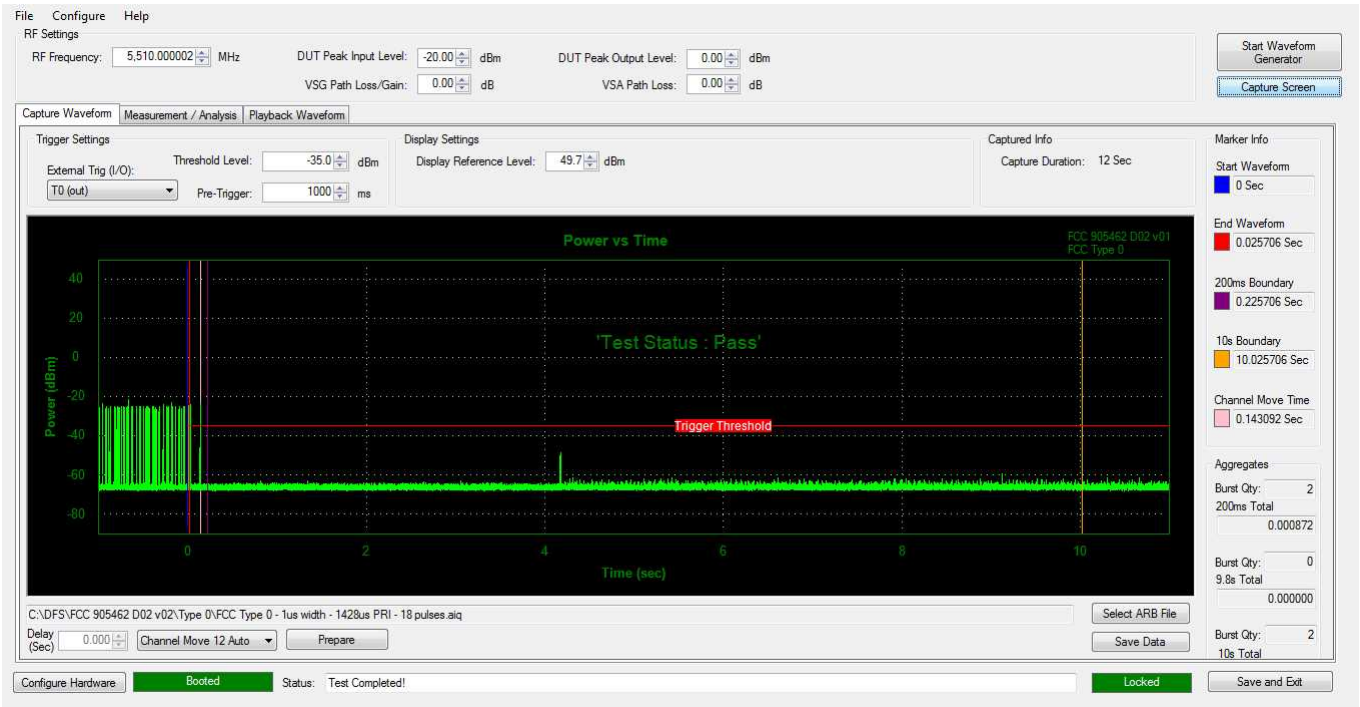 File Configure Help
RF Settings
RF Frequency: 5,510.000002 MHz DUT Peak Input Level: -20.00 dBm DUT Peak Output Level: 0.00 dBm
VSG Path Loss/Gain: 0.00 dB VSA Path Loss: 0.00 dB
Start Waveform
Generator
Capture Screen
Capture Waveform Measurement / Analysis Playback Waveform
Trigger Settings
External Trig (I/O):
T0 (out)
Threshold Level: -35.0 dBm
Pre-Trigger: 1000 ms
Display Settings
Display Reference Level: 49.7 dBm
Captured Info
Capture Duration: 12 Sec
Power vs Time
FCC 905462 D02 v01
FCC Type 0
'Test Status : Pass'
Trigger Threshold
Power (dBm)
40
20
0
-20
-40
-60
-80
0 2 4 6 8 10
Time (sec)
Marker Info
Start Waveform
0 Sec
End Waveform
0.025706 Sec
200ms Boundary
0.225706 Sec
10s Boundary
10.025706 Sec
Channel Move Time
0.143092 Sec
Aggregates
Burst Qty: 2
200ms Total
0.000872
Burst Qty: 0
9.8s Total
0.000000
Burst Qty: 2
10s Total
C:\DFS\FCC 905462 D02 v02\Type 0\FCC Type 0 - 1us width - 1428us PRI - 18 pulses.aiq
Select ARB File
Delay
(Sec) 0.000 Channel Move 12 Auto Prepare
Save Data
Configure Hardware Booted Status: Test Completed! Locked Save and Exit